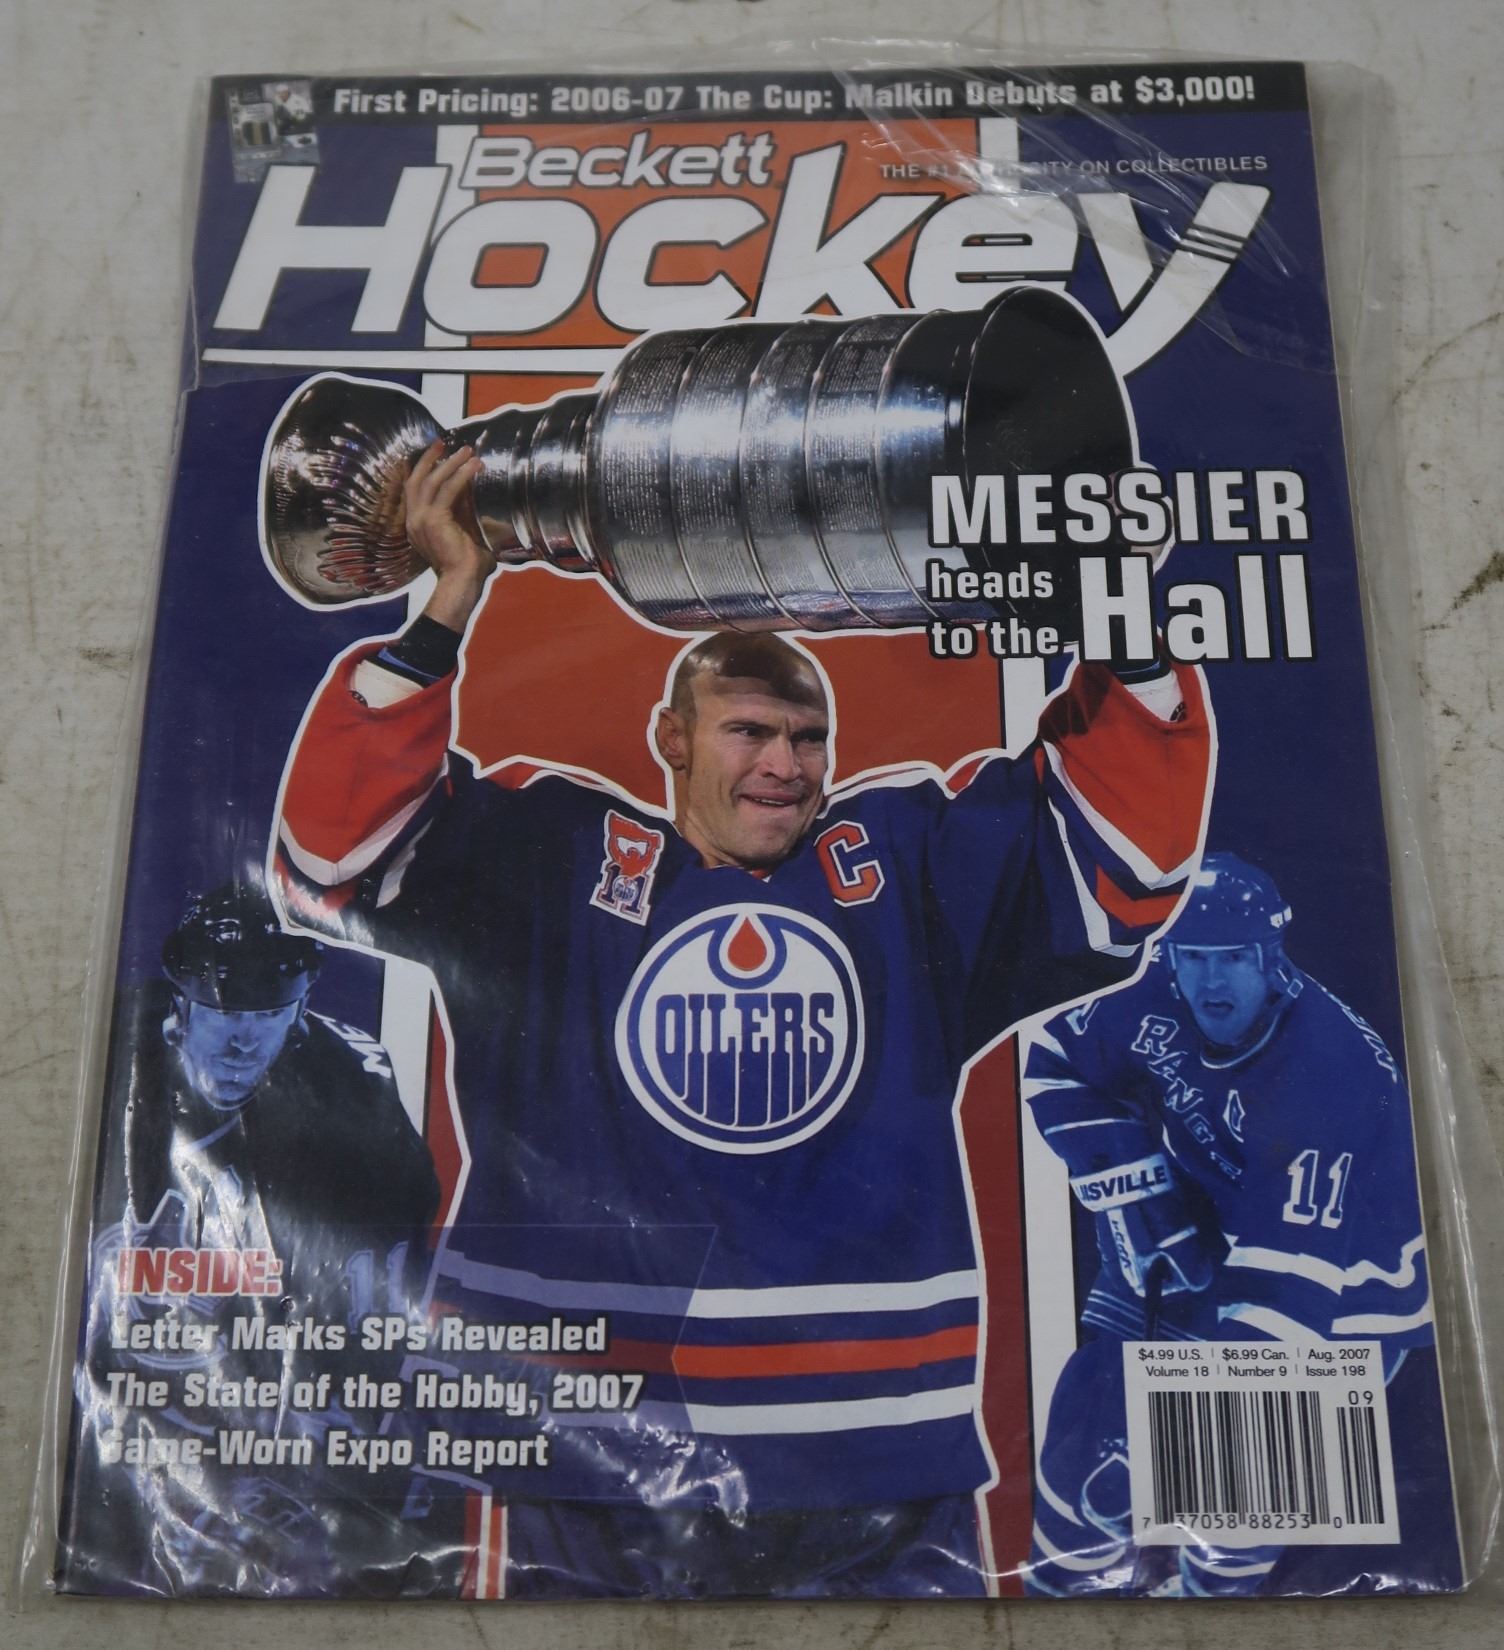 First Pricing: 2006-07 The Cup: Malkin Debuts at $3,000!
Beckett
THE #1 ON COLLECTIBLES
Hockey
MESSIER
heads
to the Hall
C
11
OILERS
RANGERS
11
11
INSIDE:
Letter Marks SPs Revealed
The State of the Hobby, 2007
Game-Worn Expo Report
$4.99 U.S. | $6.99 Can. | Aug. 2007
Volume 18 | Number 9 | Issue 198
09
7 37058 88253 0